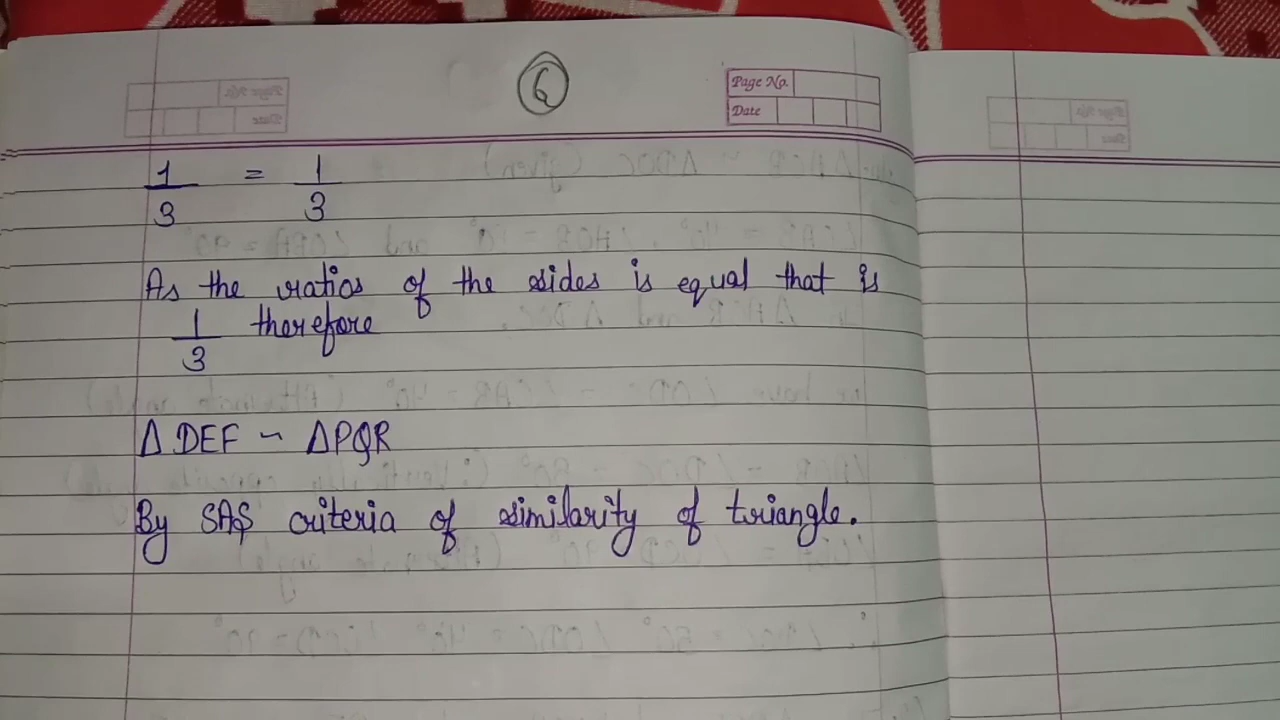 6
Page No.
Date
1/3 = 1/3
As the ratios of the sides is equal that is
1/3 therefore
Δ DEF ~ ΔPQR
By SAS criteria of similarity of triangle.